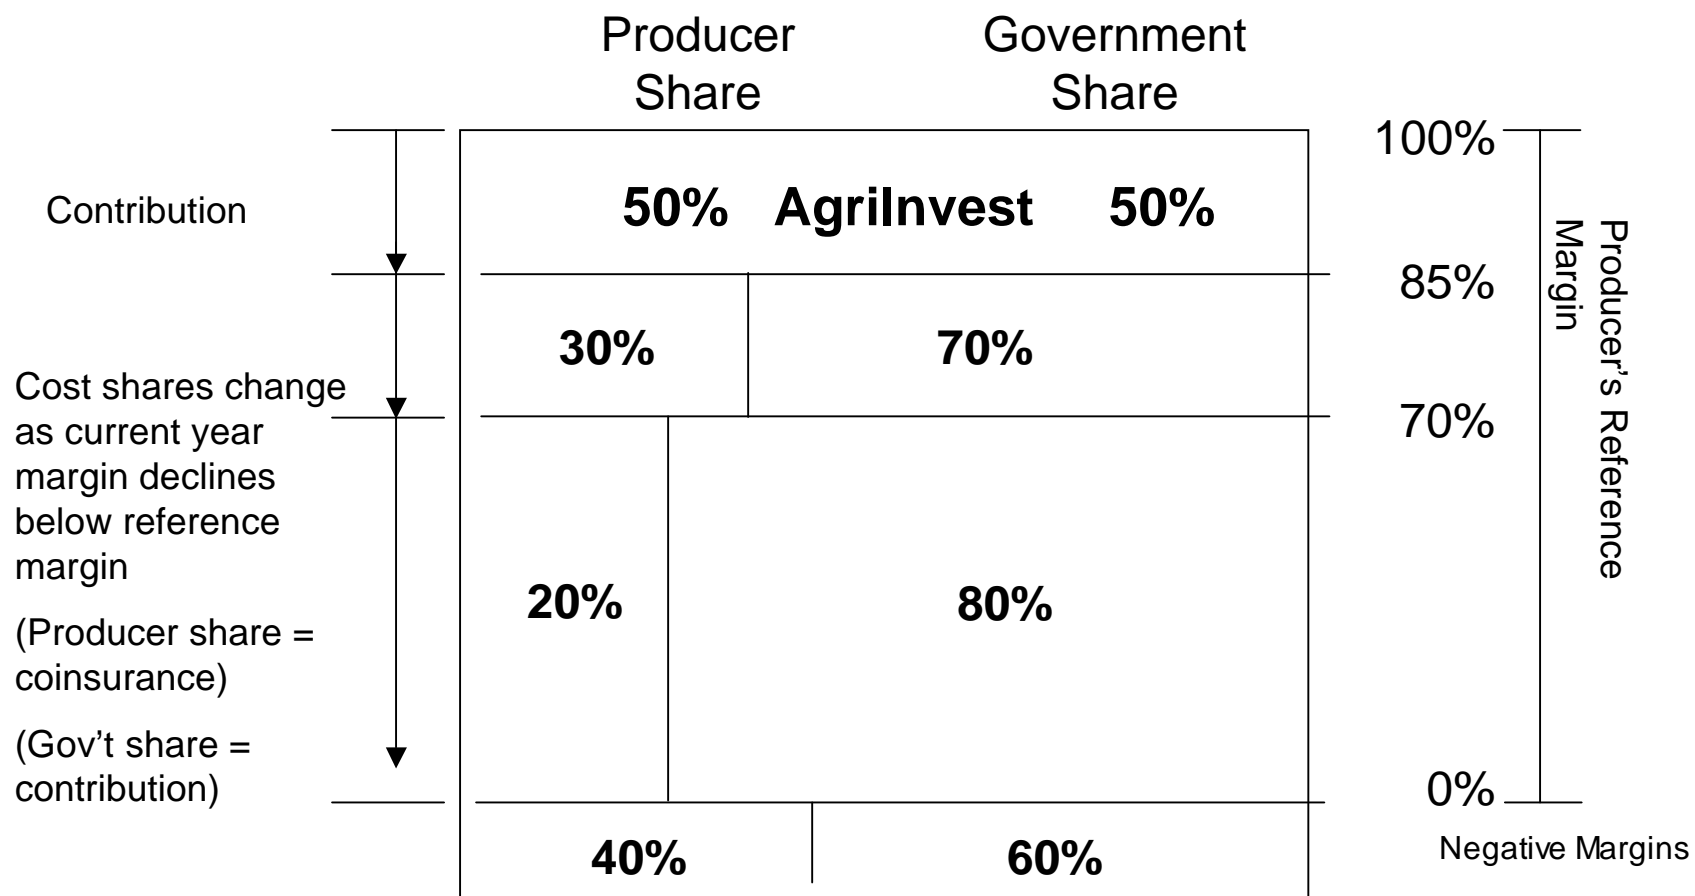 Producer
Share
Government
Share
100%
Contribution
50% AgriInvest 50%
85%
30% 70%
70%
Producer's Reference
Margin
Cost shares change
as current year
margin declines
below reference
margin
20% 80%
(Producer share =
coinsurance)
(Gov't share =
contribution)
0%
40% 60%
Negative Margins